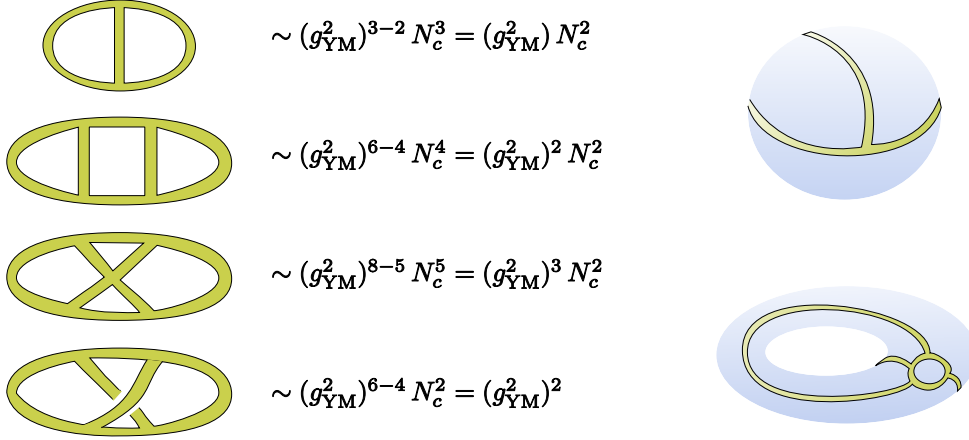 ∼ (g²_YM)³⁻² N_c³ = (g²_YM) N_c²
∼ (g²_YM)⁶⁻⁴ N_c⁴ = (g²_YM)² N_c²
∼ (g²_YM)⁸⁻⁵ N_c⁵ = (g²_YM)³ N_c²
∼ (g²_YM)⁶⁻⁴ N_c² = (g²_YM)²